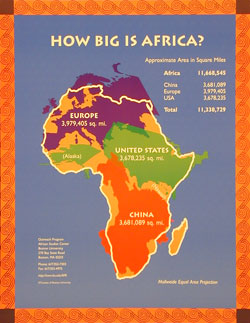 HOW BIG IS AFRICA?
Approximate Area in Square Miles
Africa 11,668,545
China 3,681,089
Europe 3,979,405
USA 3,678,235
Total 11,338,729
EUROPE
3,979,405 sq. mi.
(Alaska)
UNITED STATES
3,678,235 sq. mi.
CHINA
3,681,089 sq. mi.
Outreach Program
African Studies Center
Boston University
Boston, MA 02215
Mollweide Equal Area Projection